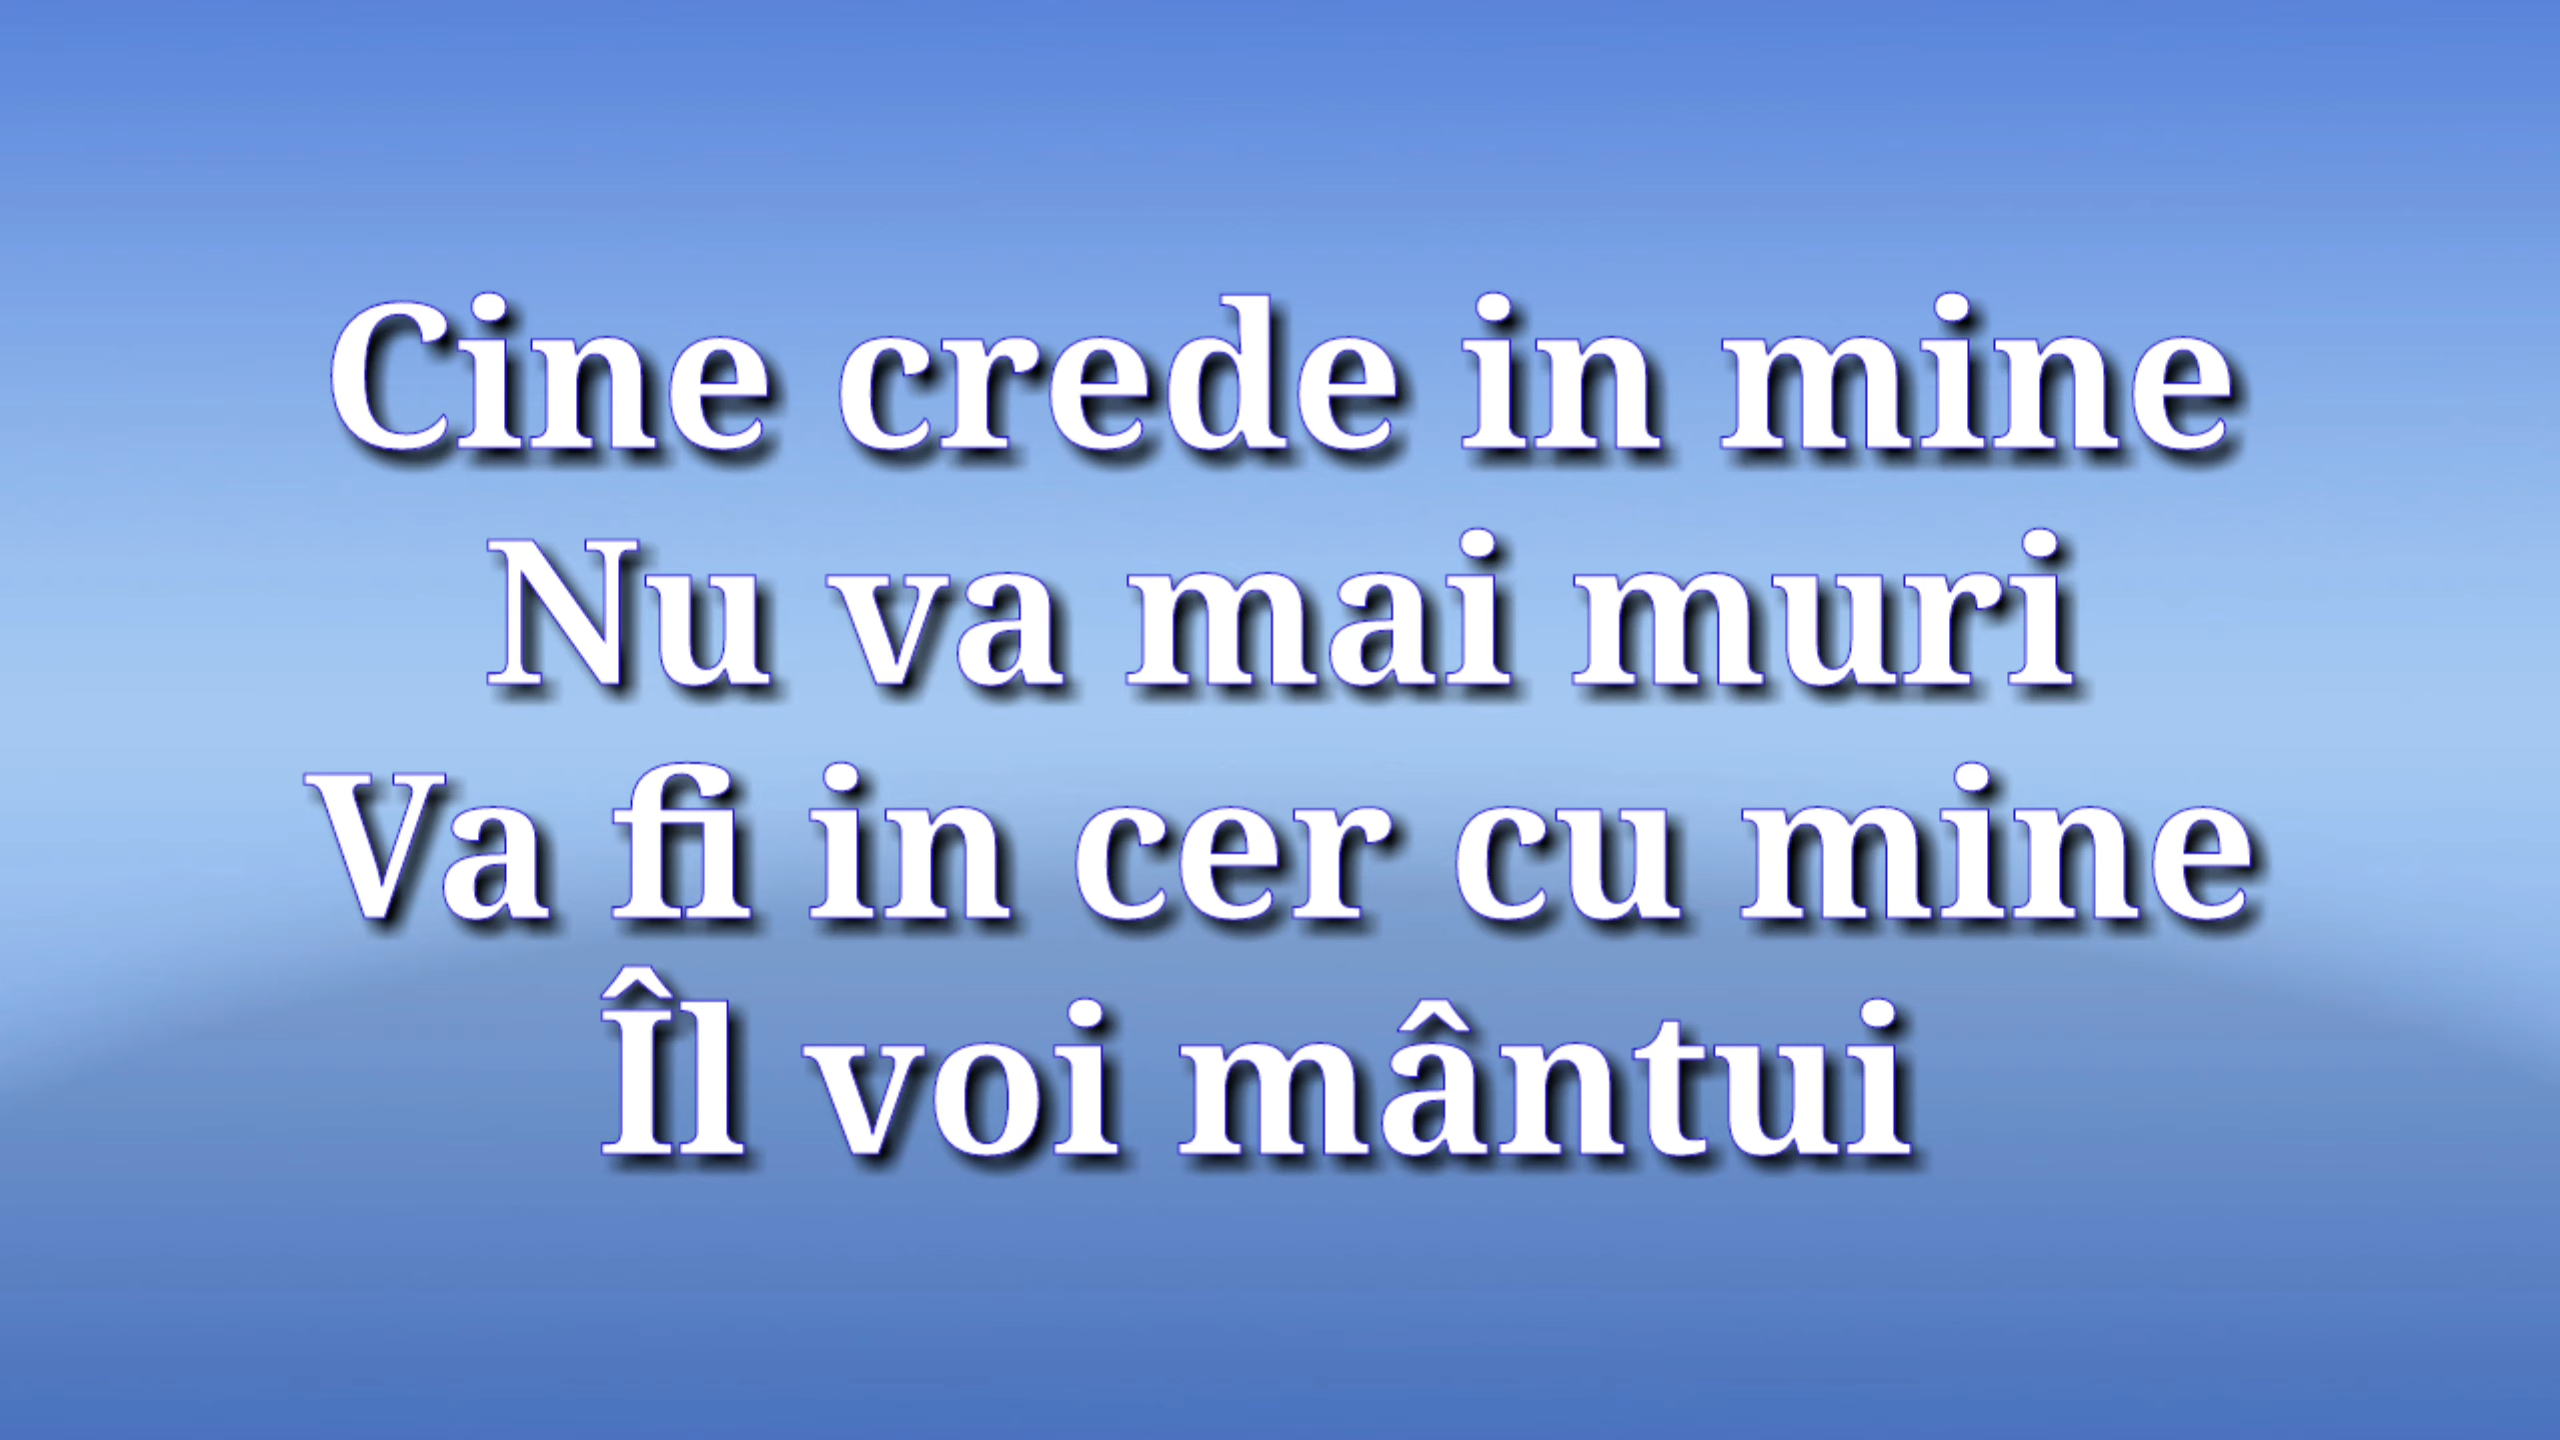 Cine crede in mine
Nu va mai muri
Va fi in cer cu mine
Îl voi mântui